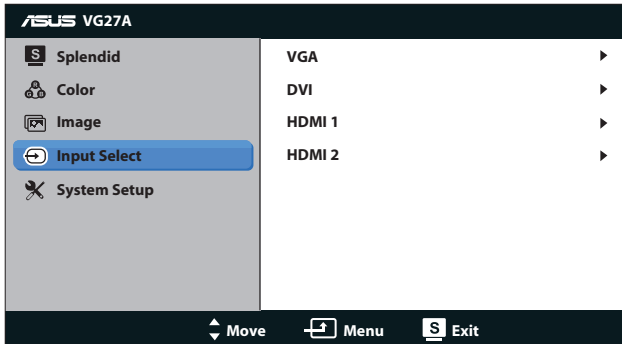 ASUS VG27A
S Splendid
Color
Image
Input Select
System Setup
VGA
DVI
HDMI 1
HDMI 2
Move Menu S Exit